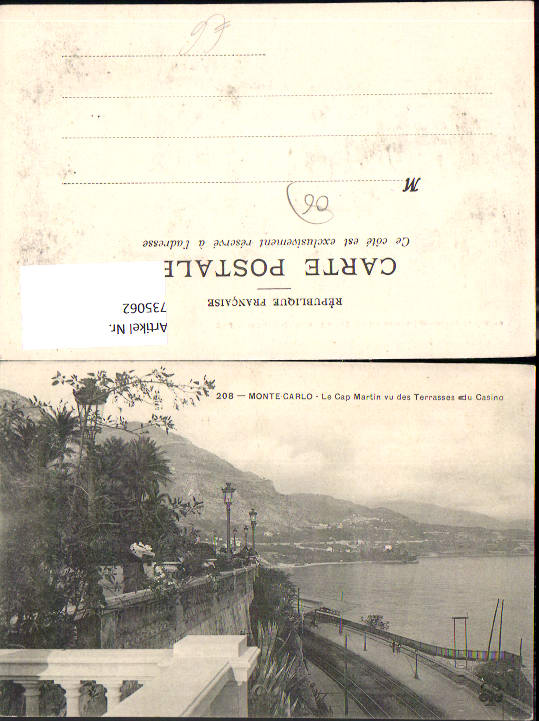 RÉPUBLIQUE FRANÇAISE
CARTE POSTALE
Ce côté est exclusivement réservé à l'adresse
M
06
Artikel Nr.
735062
208 — MONTE-CARLO - Le Cap Martin vu des Terrasses du Casino